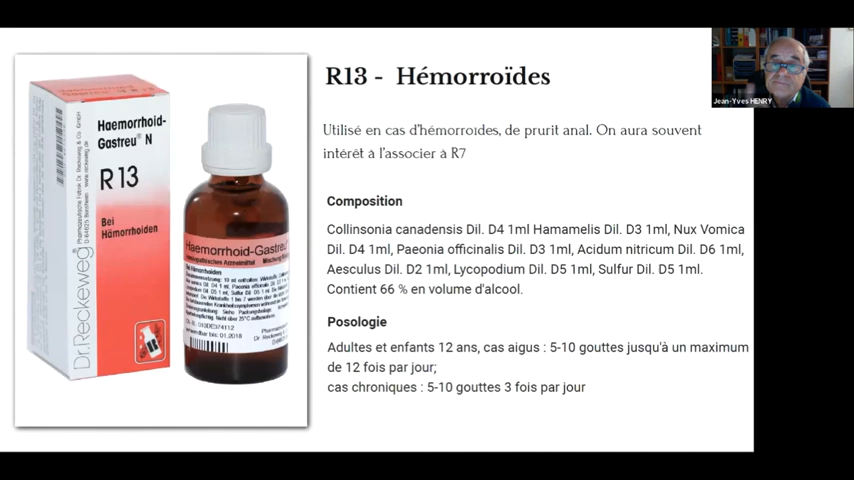 R13 - Hémorroïdes
Jean-Yves HENRY
Utilisé en cas d'hémorroides, de prurit anal. On aura souvent
intérêt à l'associer à R7
Composition
Collinsonia canadensis Dil. D4 1ml Hamamelis Dil. D3 1ml, Nux Vomica
Dil. D4 1ml, Paeonia officinalis Dil. D3 1ml, Acidum nitricum Dil. D6 1ml,
Aesculus Dil. D2 1ml, Lycopodium Dil. D5 1ml, Sulfur Dil. D5 1ml.
Contient 66 % en volume d'alcool.
Posologie
Adultes et enfants 12 ans, cas aigus : 5-10 gouttes jusqu'à un maximum
de 12 fois par jour;
cas chroniques : 5-10 gouttes 3 fois par jour
Haemorrhoid-
Gastreu® N
R 13
Bei
Hämorrhoiden
Dr.Reckeweg®
Haemorrhoid-Gastreu®
Bei Hämorrhoiden